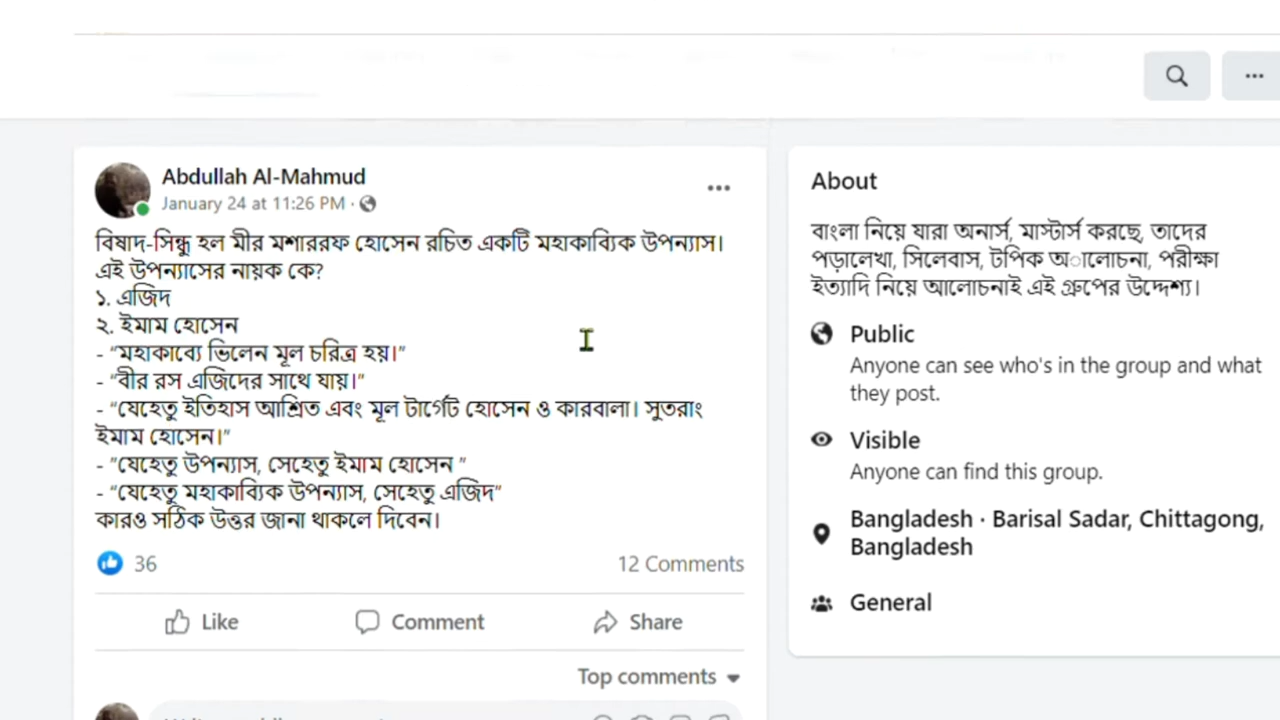 Abdullah Al-Mahmud
January 24 at 11:26 PM ·
বিষাদ-সিন্ধু হল মীর মশাররফ হোসেন রচিত একটি মহাকাব্যিক উপন্যাস।
এই উপন্যাসের নায়ক কে?
১. এজিদ
২. ইমাম হোসেন
- “মহাকাব্যে ভিলেন মূল চরিত্র হয়।”
- “বীর রস এজিদের সাথে যায়।”
- “যেহেতু ইতিহাস আশ্রিত এবং মূল টার্গেট হোসেন ও কারবালা। সুতরাং
ইমাম হোসেন।”
- “যেহেতু উপন্যাস, সেহেতু ইমাম হোসেন ”
- “যেহেতু মহাকাব্যিক উপন্যাস, সেহেতু এজিদ”
কারও সঠিক উত্তর জানা থাকলে দিবেন।
36
12 Comments
Like
Comment
Share
Top comments
About
বাংলা নিয়ে যারা অনার্স, মাস্টার্স করছে, তাদের
পড়ালেখা, সিলেবাস, টপিক অালোচনা, পরীক্ষা
ইত্যাদি নিয়ে আলোচনাই এই গ্রুপের উদ্দেশ্য।
Public
Anyone can see who's in the group and what
they post.
Visible
Anyone can find this group.
Bangladesh · Barisal Sadar, Chittagong,
Bangladesh
General